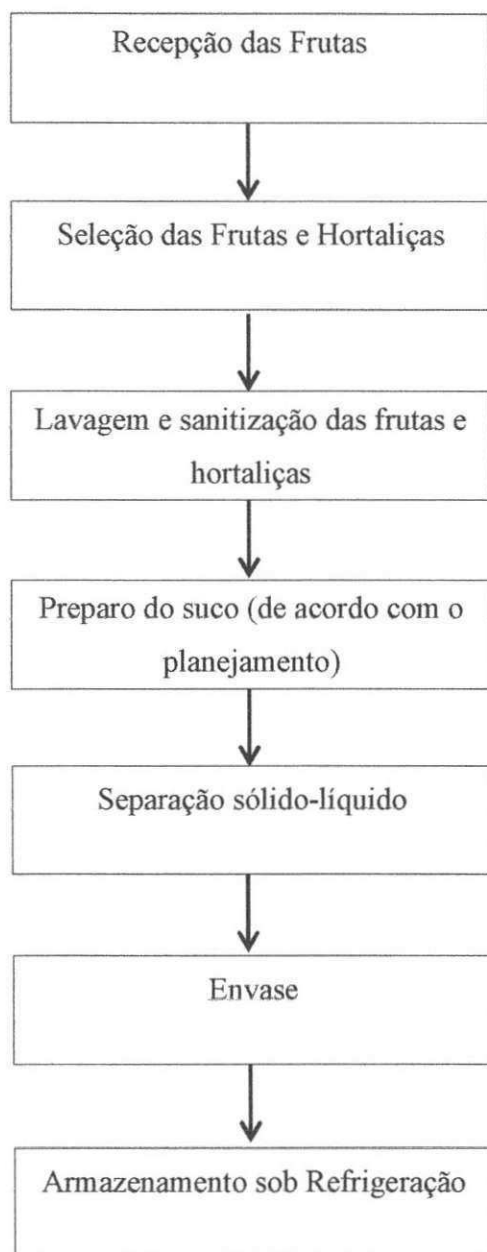 Recepção das Frutas
Seleção das Frutas e Hortaliças
Lavagem e sanitização das frutas e
hortaliças
Preparo do suco (de acordo com o
planejamento)
Separação sólido-líquido
Envase
Armazenamento sob Refrigeração